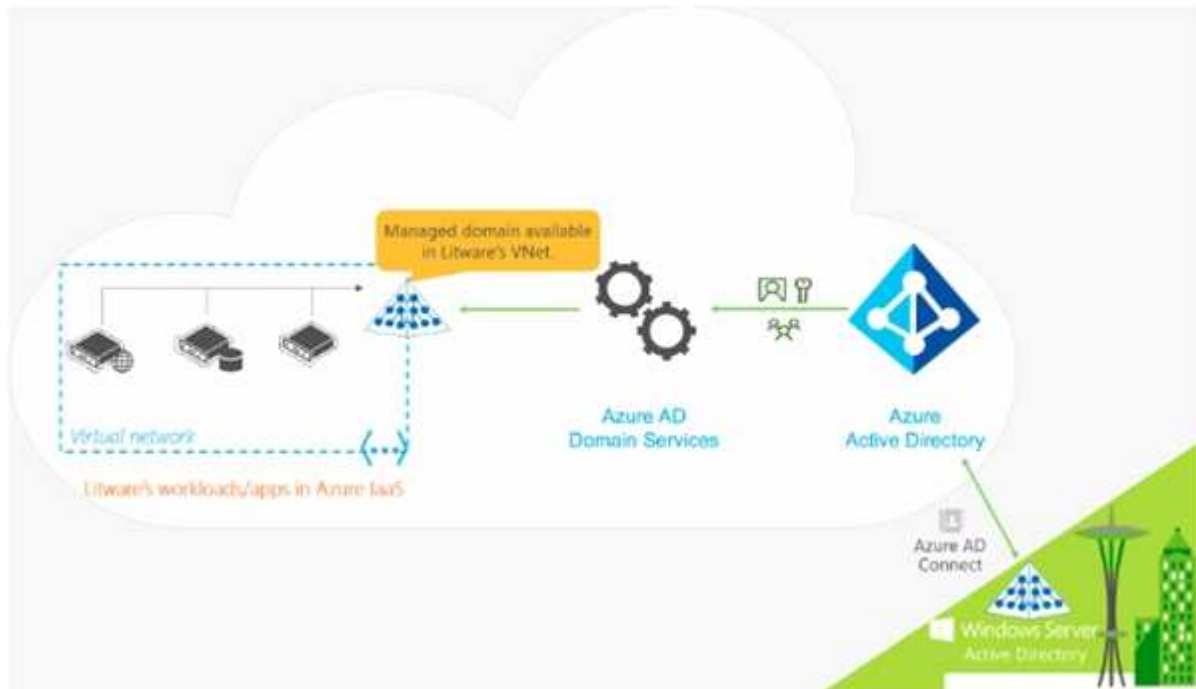 Managed domain available
in Litware's VNet.
Virtual network
Litware's workloads/apps in Azure IaaS
Azure AD
Domain Services
Azure
Active Directory
Azure AD
Connect
Windows Server
Active Directory